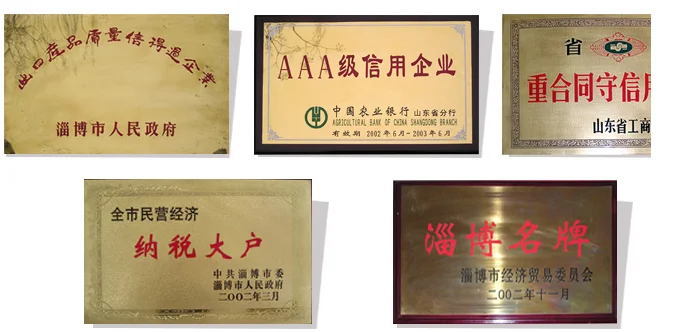 出口产品质量信得过企业
淄博市人民政府
AAA级信用企业
中国农业银行 山东省分行
AGRICULTURAL BANK OF CHINA SHANGDONG BRANCH
有效期 2002年6月-2003年6月
省
重合同守信用
山东省工商
全市民营经济
纳税大户
中共淄博市委
淄博市人民政府
二〇〇二年三月
淄博名牌
淄博市经济贸易委员会
二〇〇二年十一月